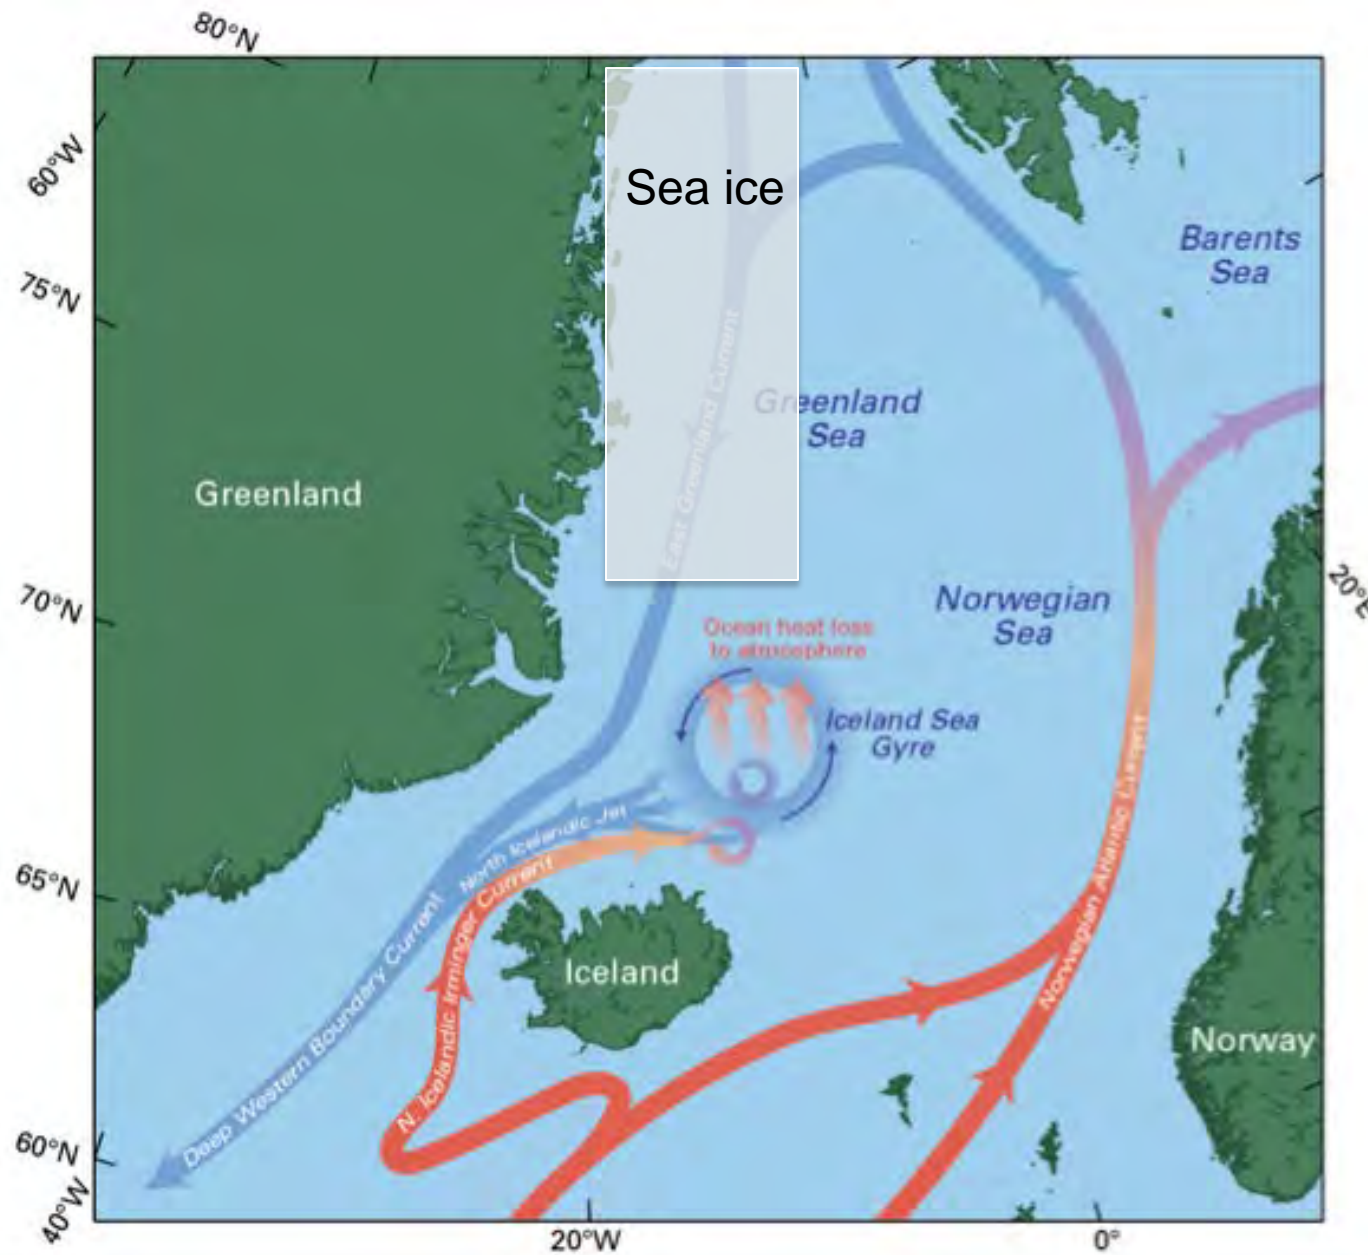 80°N
60°W
Sea ice
Barents
Sea
75°N
East Greenland Current
Greenland
Sea
Greenland
20°E
70°N
Norwegian
Sea
Ocean heat loss
to atmosphere
Iceland Sea
Gyre
North Icelandic Jet
65°N
N. Icelandic Irminger Current
Norwegian Atlantic Current
Deep Western Boundary Current
Iceland
Norway
60°N
40°W
20°W
0°